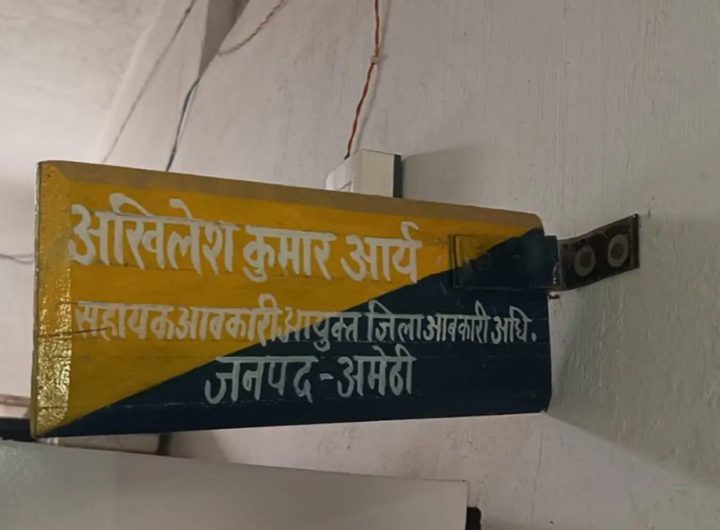 अखिलेश कुमार आर्य
सहायक आबकारी आयुक्त जिला आबकारी अधि.
जनपद - अमेठी